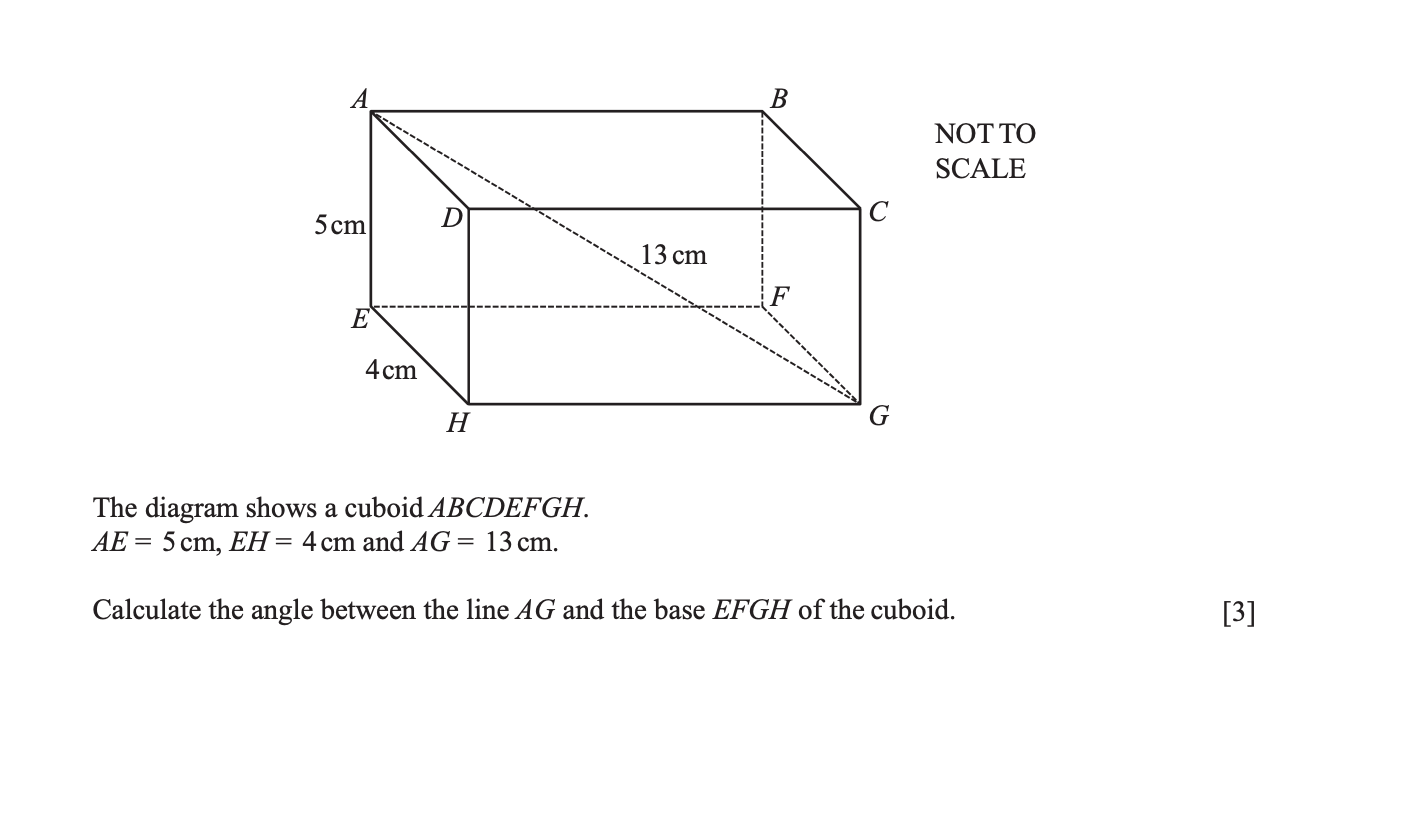 A
B
NOT TO
SCALE
5 cm
D
C
13 cm
E
F
4 cm
H
G
The diagram shows a cuboid ABCDEFGH.
AE = 5 cm, EH = 4 cm and AG = 13 cm.
Calculate the angle between the line AG and the base EFGH of the cuboid. [3]